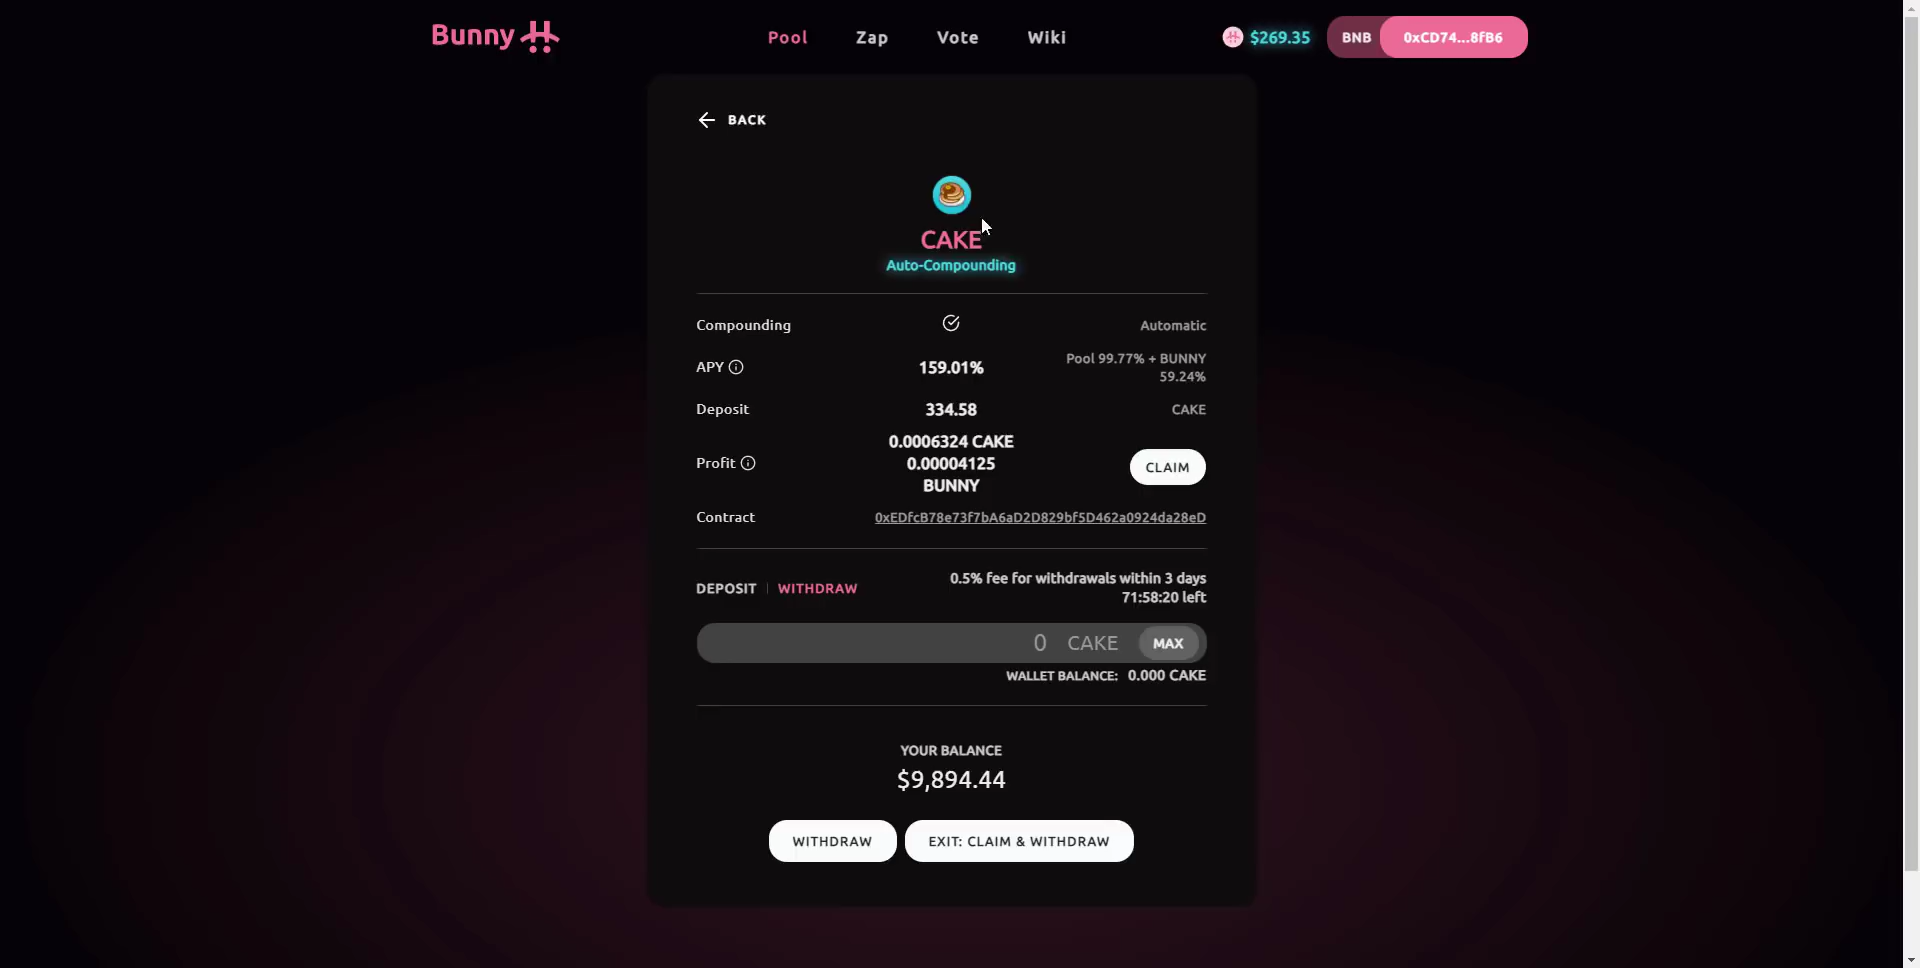 Bunny
Pool Zap Vote Wiki
$269.35
BNB 0xCD74...8fB6
BACK
CAKE
Auto-Compounding
Compounding Automatic
APY 159.01% Pool 99.77% + BUNNY
59.24%
Deposit 334.58 CAKE
Profit 0.0006324 CAKE
0.00004125
BUNNY
CLAIM
Contract 0xEDfcB78e73f7bA6aD2D829bf5D462a0924da28eD
DEPOSIT | WITHDRAW
0.5% fee for withdrawals within 3 days
71:58:20 left
0 CAKE MAX
WALLET BALANCE: 0.000 CAKE
YOUR BALANCE
$9,894.44
WITHDRAW EXIT: CLAIM & WITHDRAW